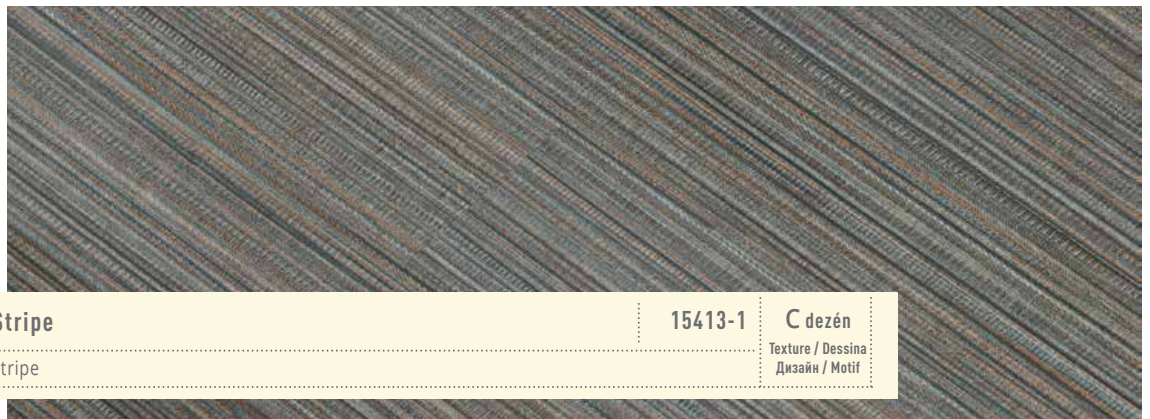 Stripe
15413-1
C dezén
Texture / Dessina
Дизайн / Motif
tripe